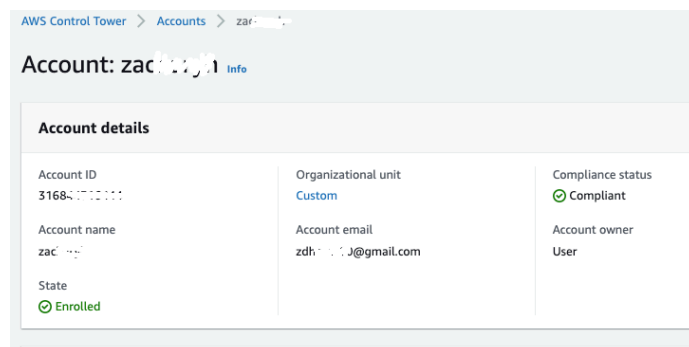 AWS Control Tower > Accounts >
Account: Info
Account details
Account ID
Organizational unit
Custom
Compliance status
Compliant
Account name
Account email
Account owner
User
State
Enrolled